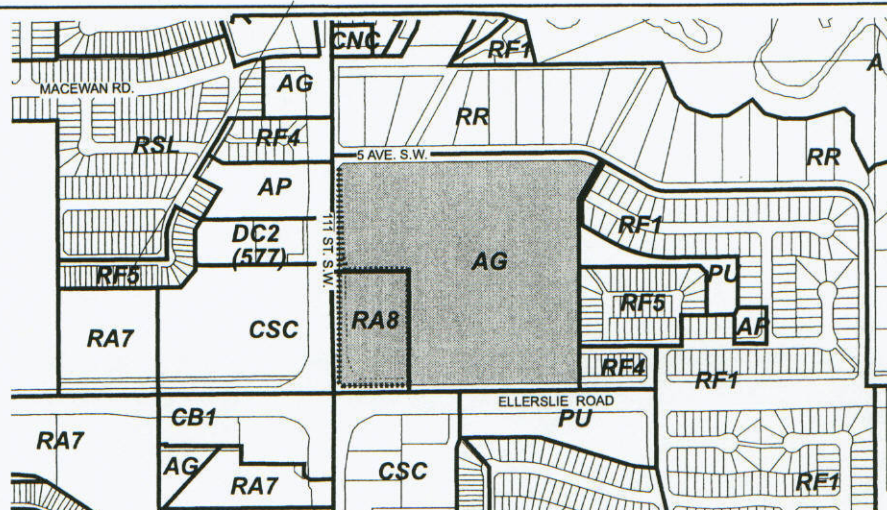 CNC
RF1
A
MACEWAN RD.
AG
RR
RSL
RF4
5 AVE. S.W.
RR
AP
RF1
111 ST. S.W.
DC2
(577)
AG
PU
RF5
RF5
RA8
AP
RA7
CSC
RF4
RF1
ELLERSLIE ROAD
CB1
PU
RA7
AG
CSC
RA7
RF1